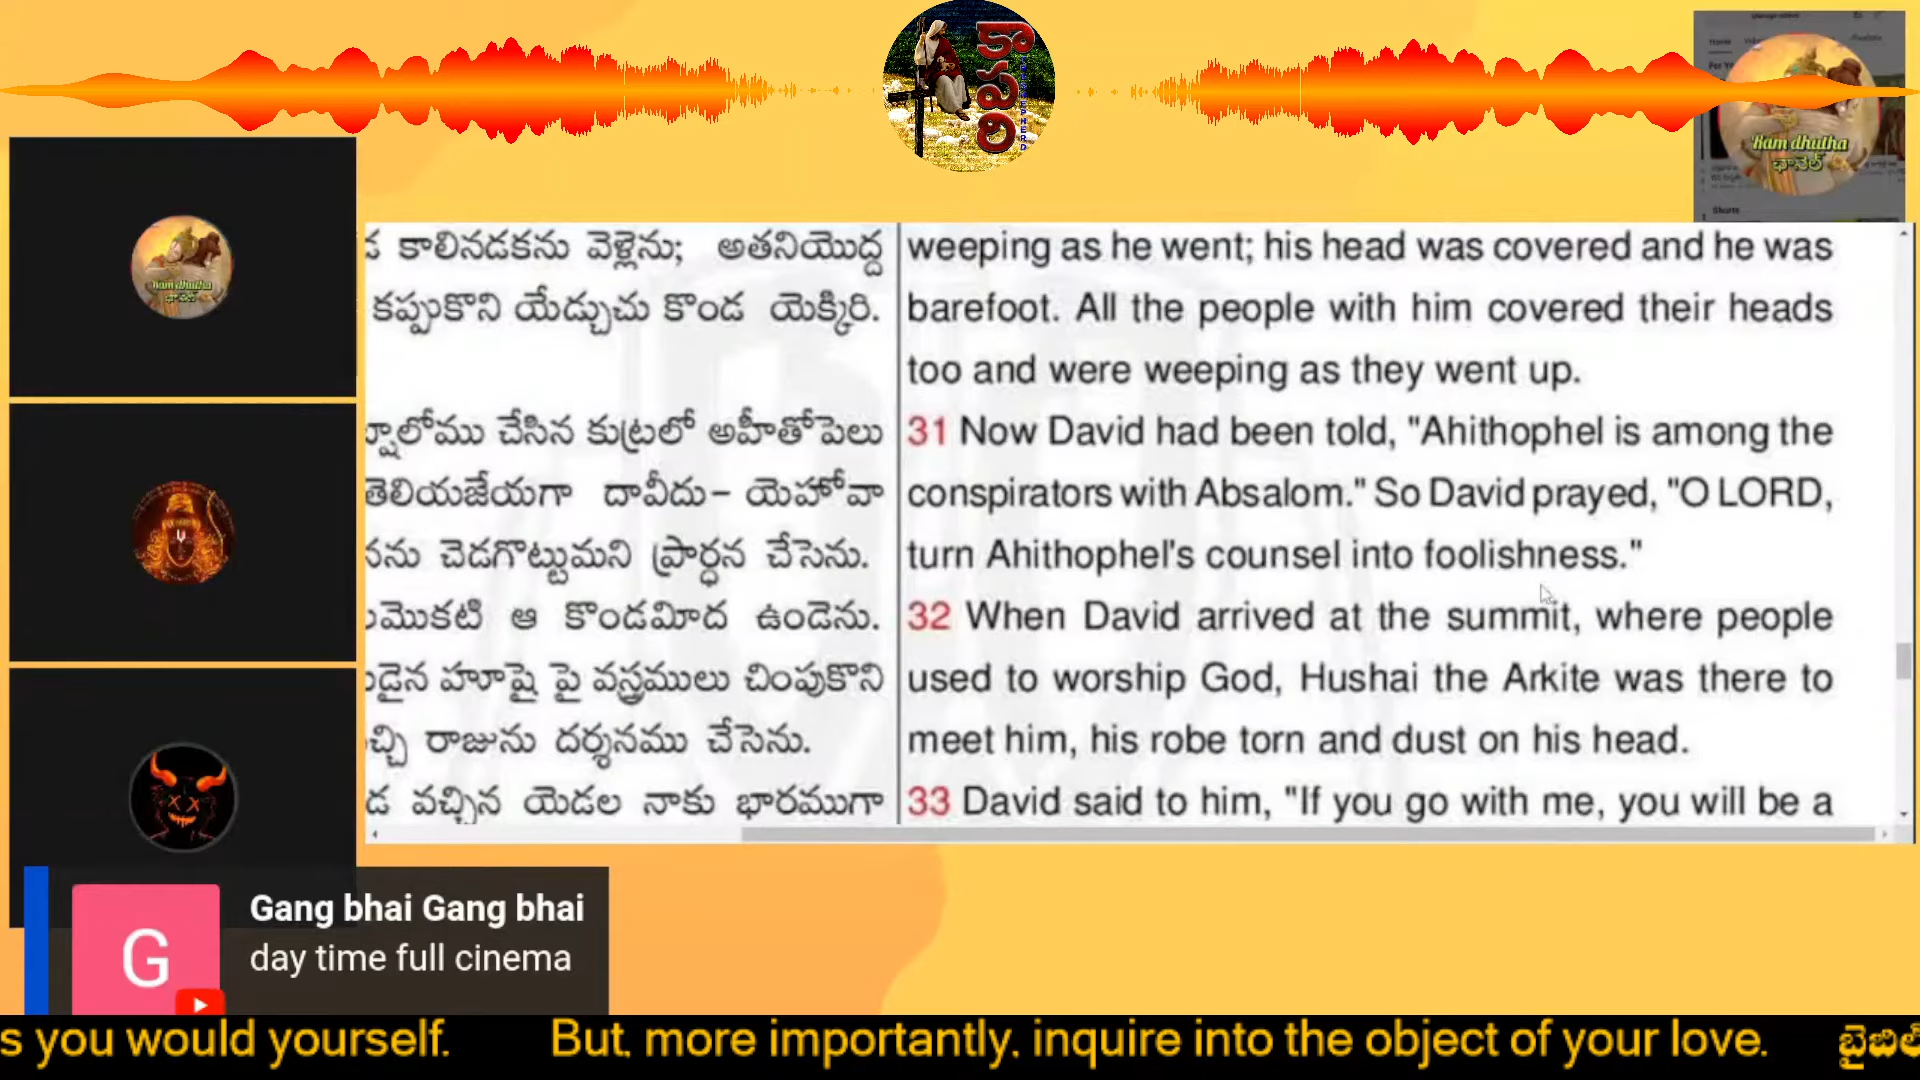 కాపరి
SHEPHERD
Home
Shorts
Ram dhutha
ఛానెల్
Ram dhutha
ఛానెల్
డ కాలినడకను వెళ్లెను; అతనియొద్ద
కప్పుకొని యేడ్చుచు కొండ యెక్కిరి.
షాలోము చేసిన కుట్రలో అహీతోపెలు
తెలియజేయగా దావీదు– యెహోవా
నను చెడగొట్టుమని ప్రార్థన చేసెను.
మొకటి ఆ కొండమీద ఉండెను.
డైన హూషై పై వస్త్రములు చింపుకొని
చ్చి రాజును దర్శనము చేసెను.
డ వచ్చిన యెడల నాకు భారముగా
weeping as he went; his head was covered and he was
barefoot. All the people with him covered their heads
too and were weeping as they went up.
31 Now David had been told, "Ahithophel is among the
conspirators with Absalom." So David prayed, "O LORD,
turn Ahithophel's counsel into foolishness."
32 When David arrived at the summit, where people
used to worship God, Hushai the Arkite was there to
meet him, his robe torn and dust on his head.
33 David said to him, "If you go with me, you will be a
G
Gang bhai Gang bhai
day time full cinema
s you would yourself. But, more importantly, inquire into the object of your love. బైబిల్